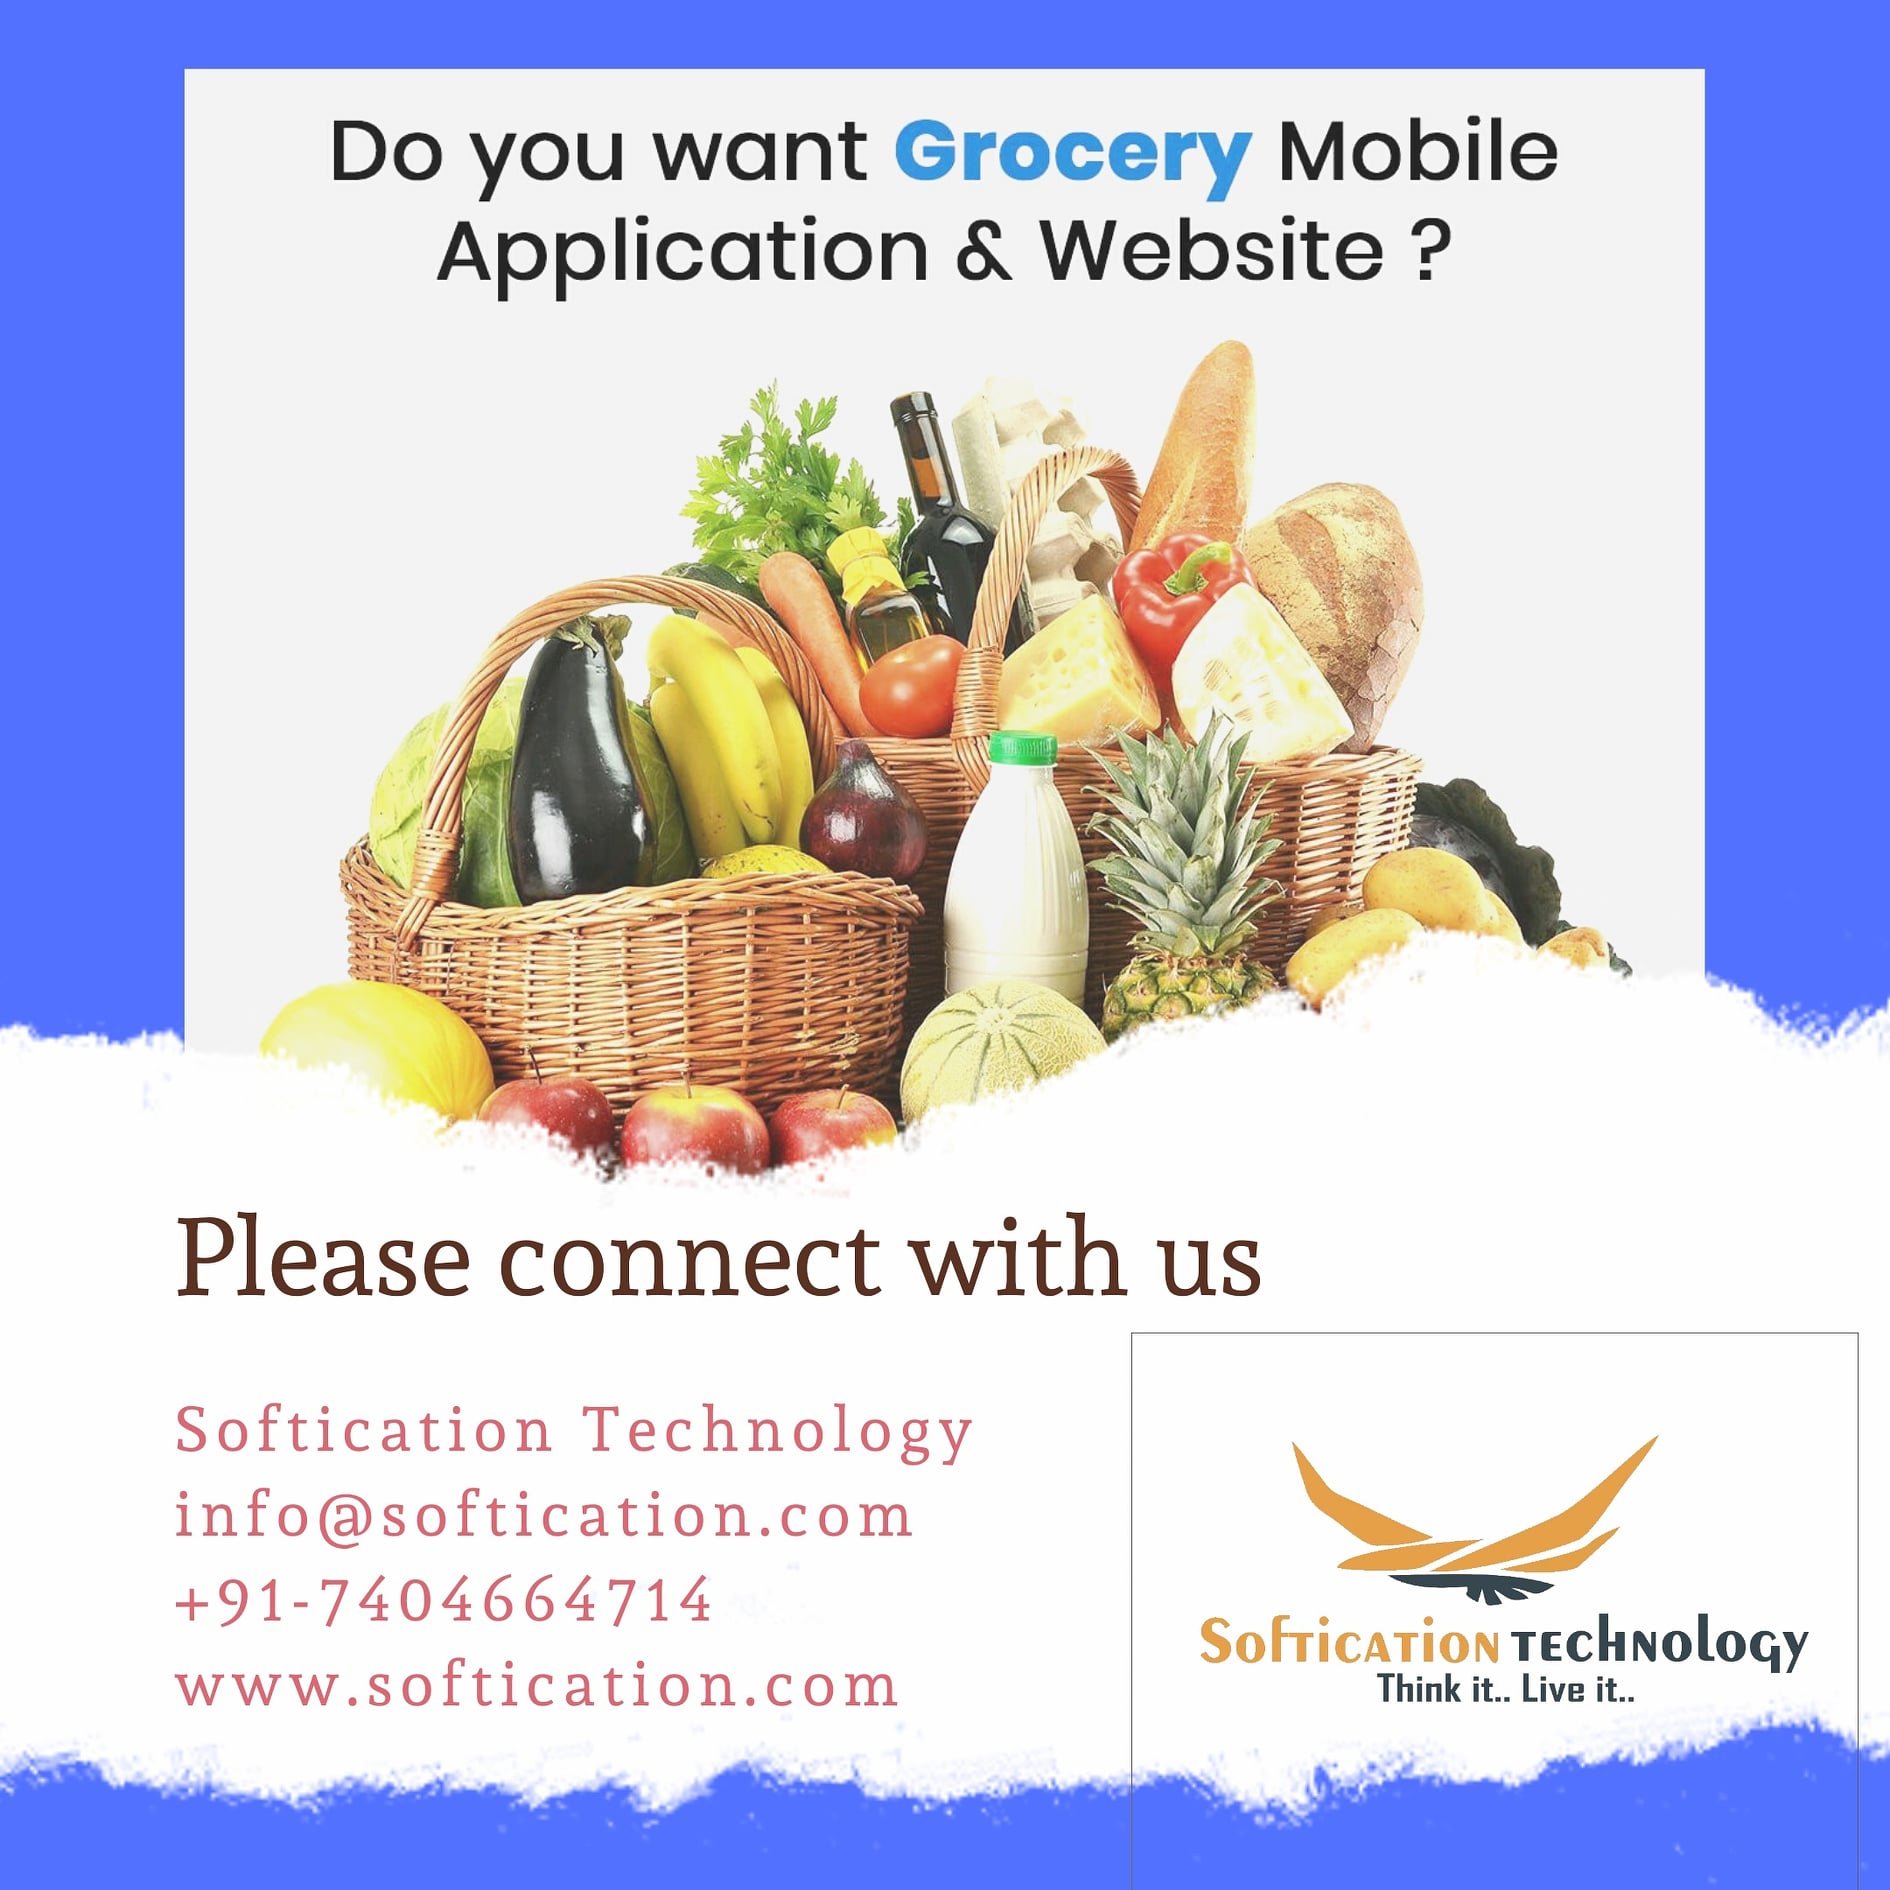 Do you want Grocery Mobile
Application & Website ?
Please connect with us
Softication Technology
info@softication.com
+91-7404664714
www.softication.com
Softication Technology
Think it.. Live it..